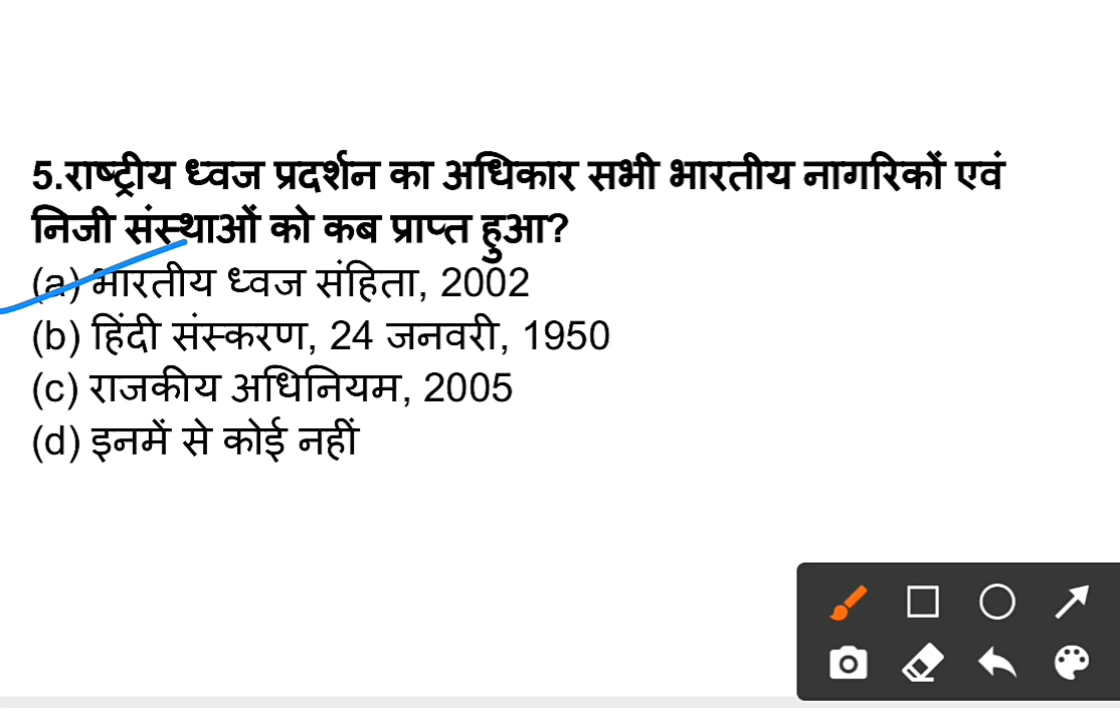 5.राष्ट्रीय ध्वज प्रदर्शन का अधिकार सभी भारतीय नागरिकों एवं
निजी संस्थाओं को कब प्राप्त हुआ?
(a) भारतीय ध्वज संहिता, 2002
(b) हिंदी संस्करण, 24 जनवरी, 1950
(c) राजकीय अधिनियम, 2005
(d) इनमें से कोई नहीं